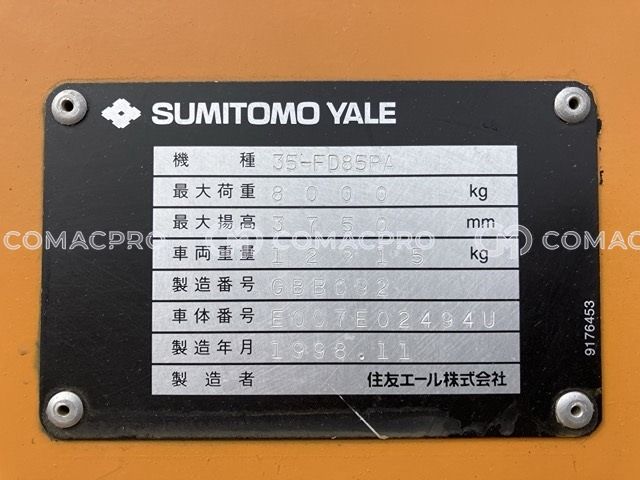 SUMITOMO YALE
機 種 35-FD85PA
最大荷重 8000 kg
最大揚高 3750 mm
COMACPRO COMACPRO COMACPRO
車両重量 kg
製造番号
車体番号 E007E02494U
製造年月 1998.11
製造者 住友エール株式会社
9176453